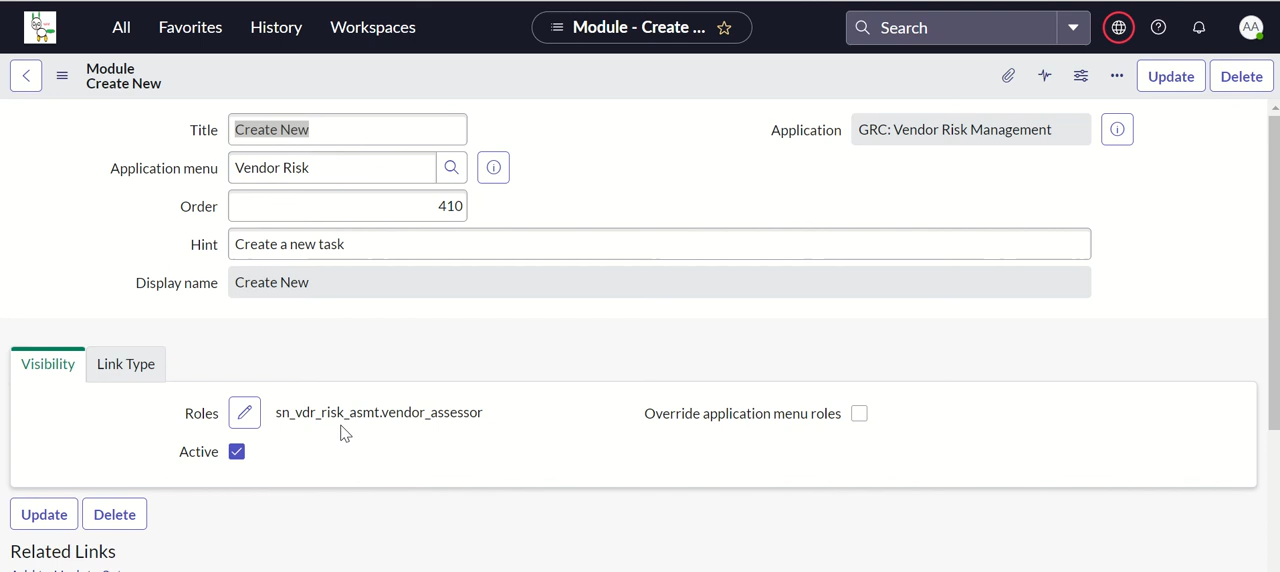 All Favorites History Workspaces Module - Create ... Search AA
Module
Create New
Update Delete
Title Create New Application GRC: Vendor Risk Management
Application menu Vendor Risk
Order 410
Hint Create a new task
Display name Create New
Visibility Link Type
Roles sn_vdr_risk_asmt.vendor_assessor Override application menu roles
Active
Update Delete
Related Links